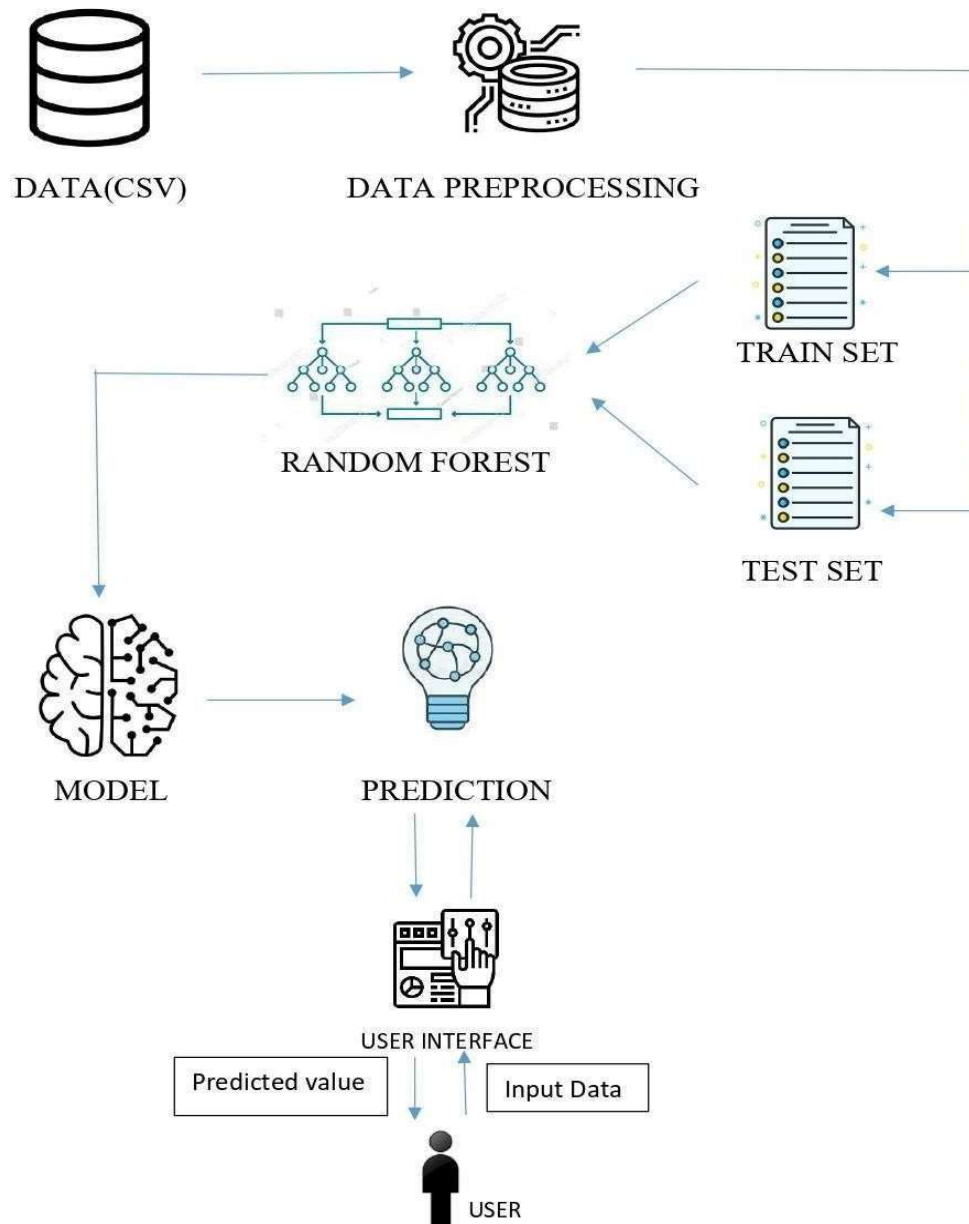 DATA(CSV)
DATA PREPROCESSING
TRAIN SET
RANDOM FOREST
TEST SET
MODEL
PREDICTION
USER INTERFACE
Predicted value
Input Data
USER